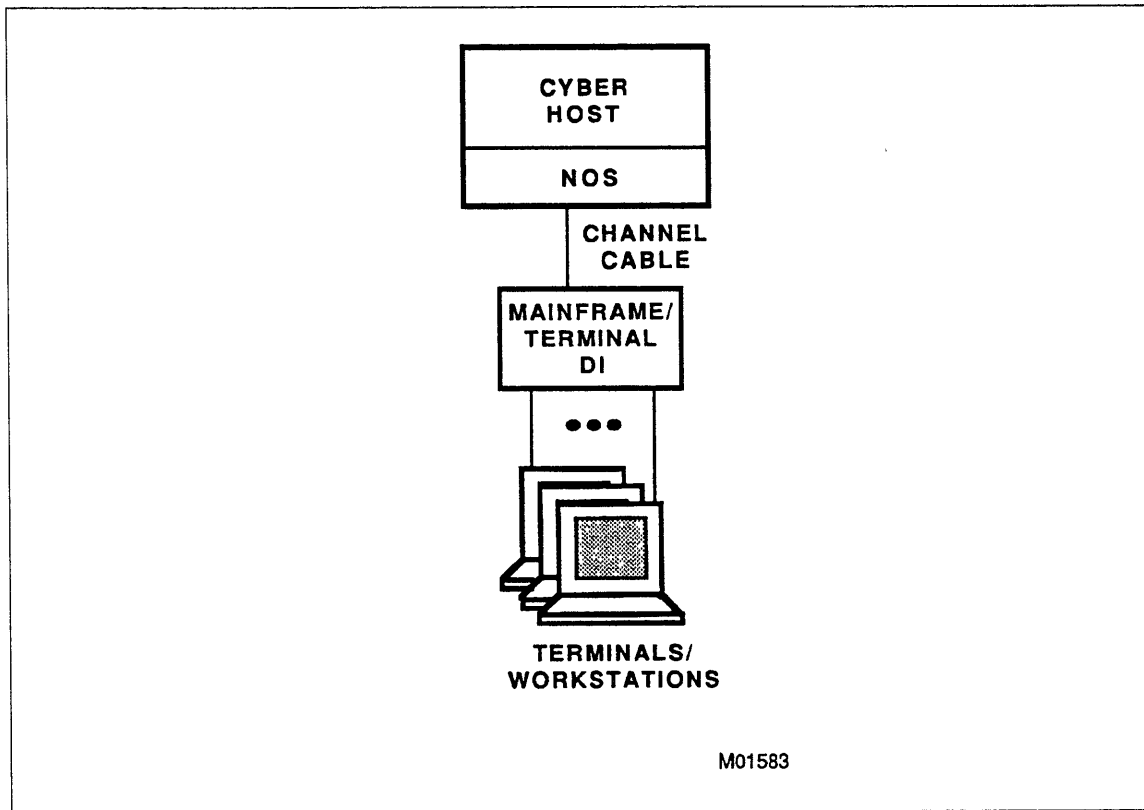 CYBER
HOST
NOS
CHANNEL
CABLE
MAINFRAME/
TERMINAL
DI
TERMINALS/
WORKSTATIONS
M01583